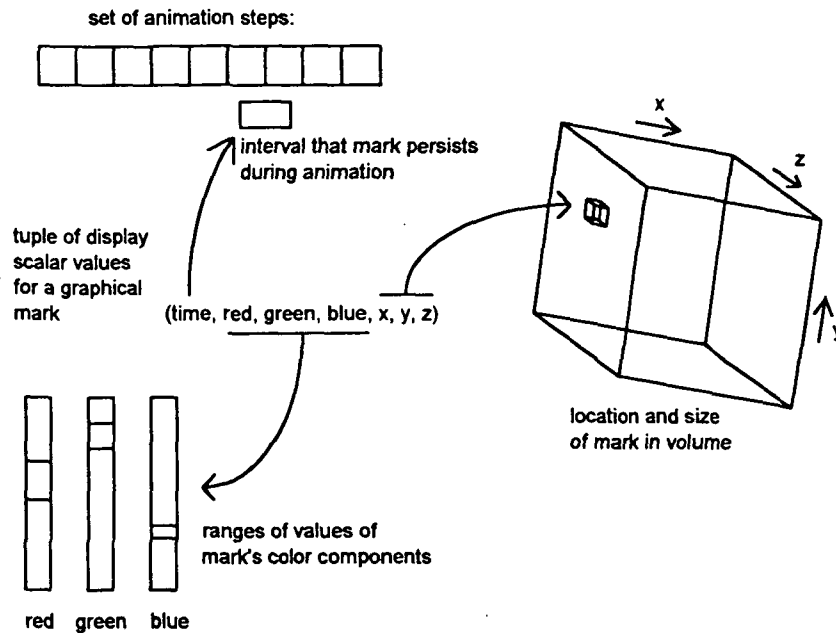 set of animation steps:
interval that mark persists
during animation
x
z
tuple of display
scalar values
for a graphical
mark
(time, red, green, blue, x, y, z)
y
location and size
of mark in volume
ranges of values of
mark's color components
red green blue